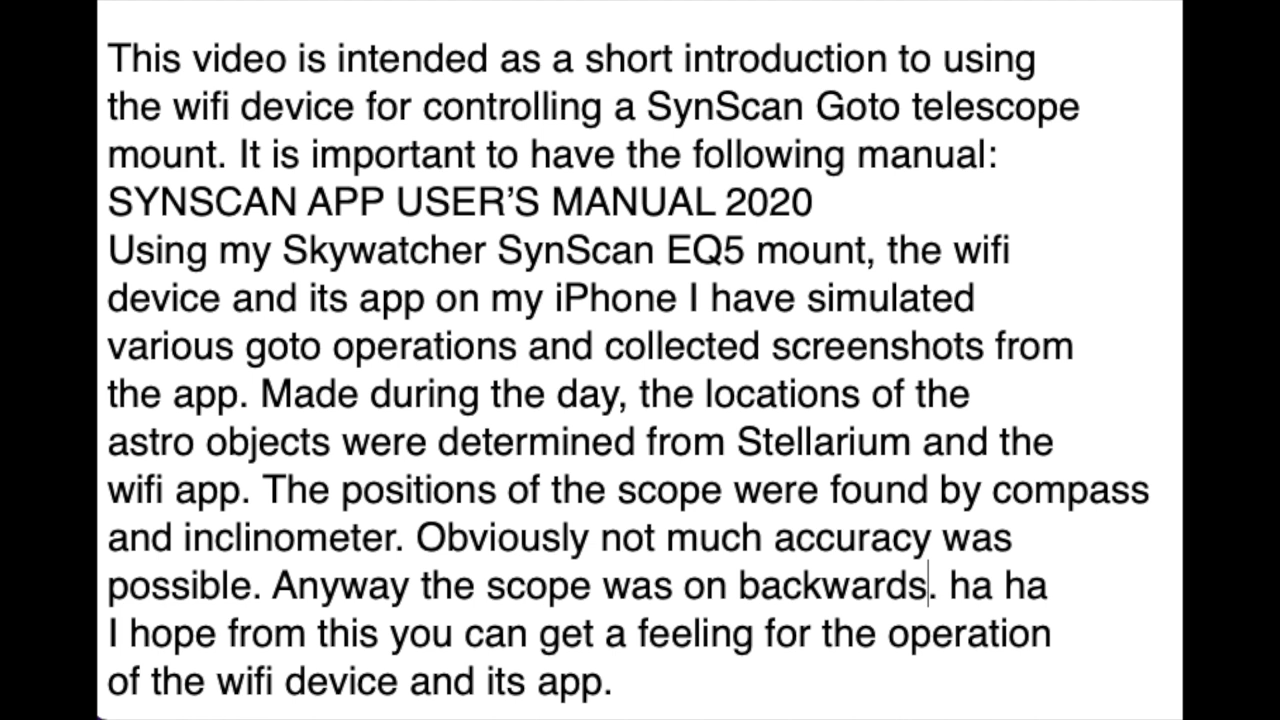 This video is intended as a short introduction to using
the wifi device for controlling a SynScan Goto telescope
mount. It is important to have the following manual:
SYNSCAN APP USER’S MANUAL 2020
Using my Skywatcher SynScan EQ5 mount, the wifi
device and its app on my iPhone I have simulated
various goto operations and collected screenshots from
the app. Made during the day, the locations of the
astro objects were determined from Stellarium and the
wifi app. The positions of the scope were found by compass
and inclinometer. Obviously not much accuracy was
possible. Anyway the scope was on backwards. ha ha
I hope from this you can get a feeling for the operation
of the wifi device and its app.